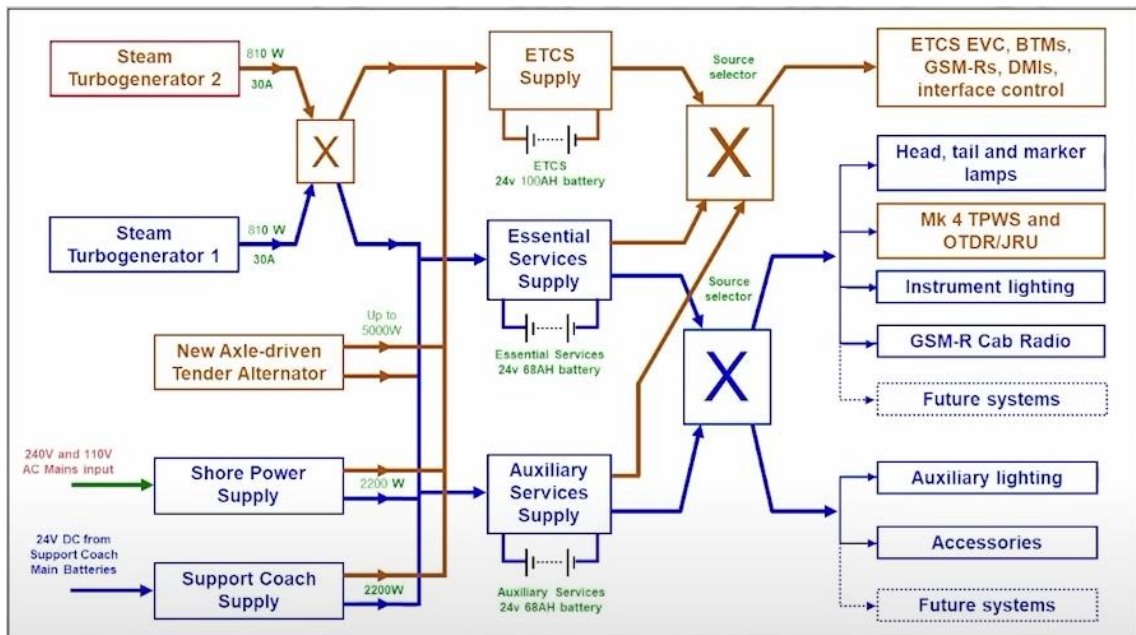 Steam
Turbogenerator 2
810 W
30A
X
Steam
Turbogenerator 1
810 W
30A
Up to
5000W
New Axle-driven
Tender Alternator
240V and 110V
AC Mains input
Shore Power
Supply
2200 W
24V DC from
Support Coach
Main Batteries
Support Coach
Supply
2200W
ETCS
Supply
ETCS
24v 100AH battery
Essential
Services
Supply
Essential Services
24v 68AH battery
Auxiliary
Services
Supply
Auxiliary Services
24v 68AH battery
Source
selector
X
Source
selector
X
ETCS EVC, BTMs,
GSM-Rs, DMIs,
interface control
Head, tail and marker
lamps
Mk 4 TPWS and
OTDR/JRU
Instrument lighting
GSM-R Cab Radio
Future systems
Auxiliary lighting
Accessories
Future systems